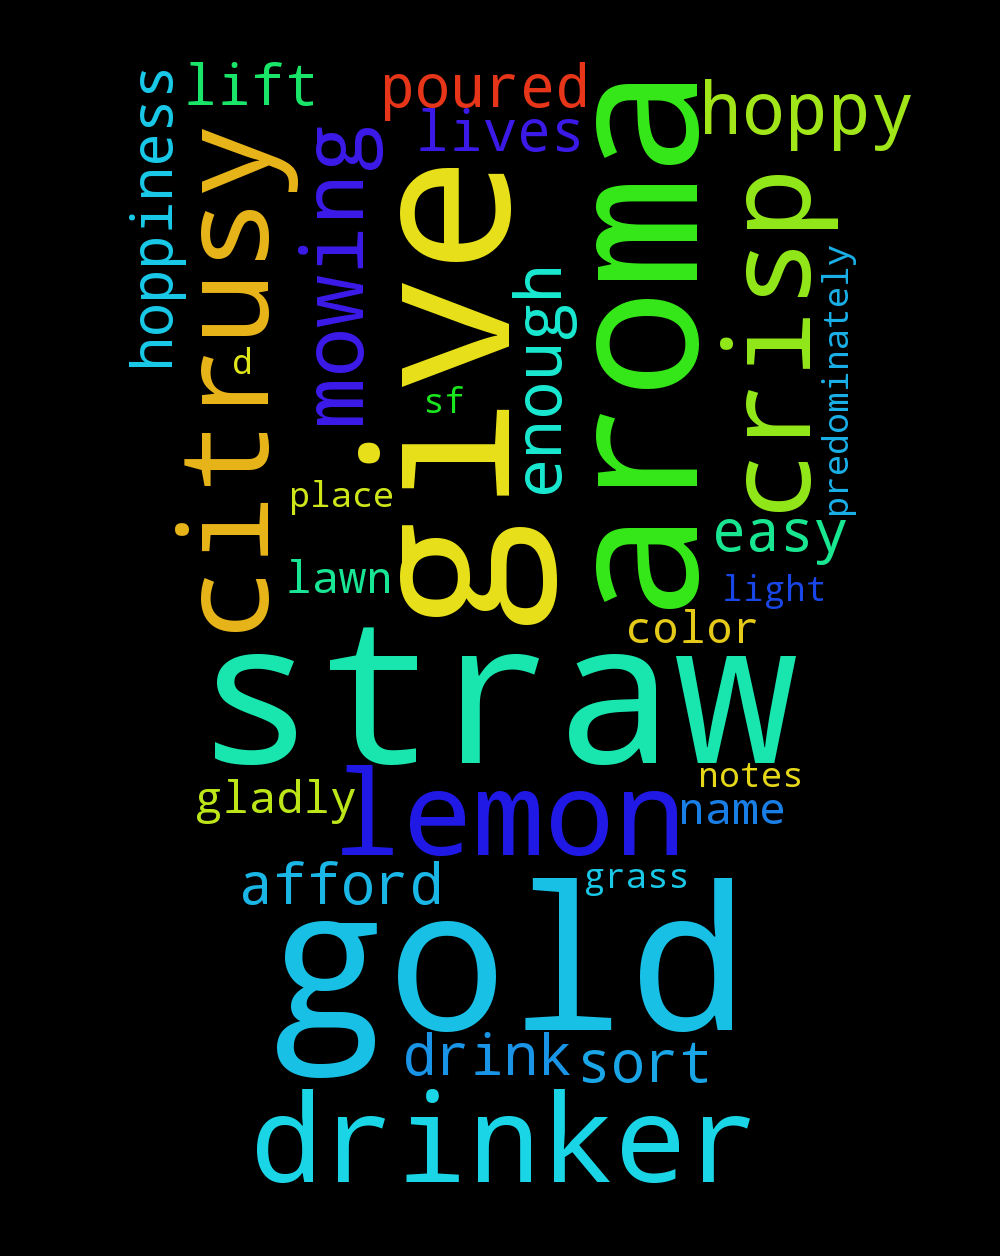 hoppiness
lift
poured
hoppy
lives
citrusy
mowing
give
aroma
crisp
enough
predominately
d
sf
place
easy
lawn
light
color
straw
notes
gladly
lemon
name
afford
grass
gold
drink
sort
drinker